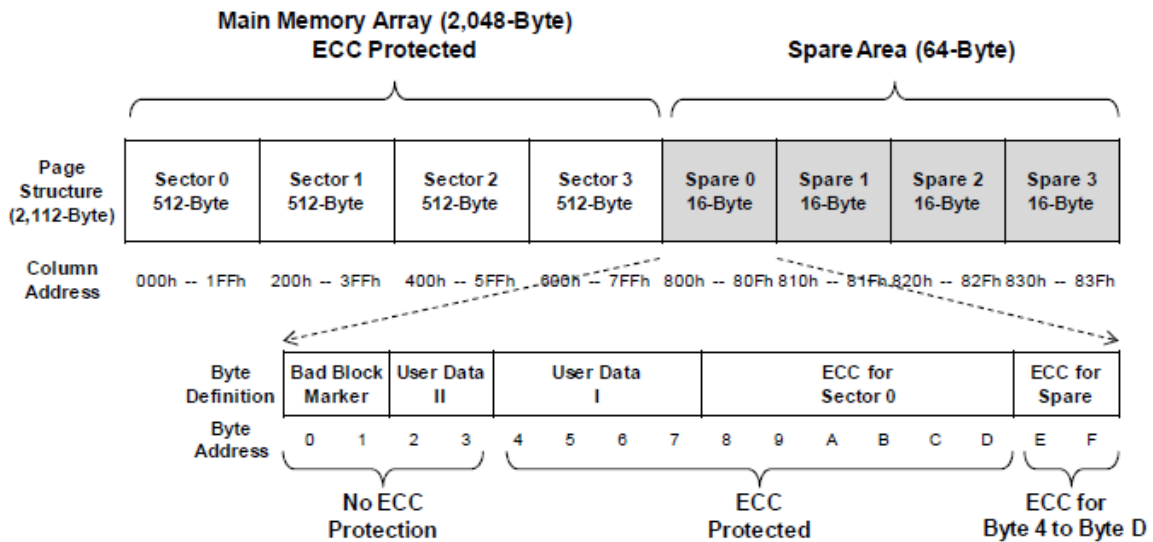 Main Memory Array (2,048-Byte)
ECC Protected
Spare Area (64-Byte)
Page
Structure
(2,112-Byte)
Sector 0
512-Byte
Sector 1
512-Byte
Sector 2
512-Byte
Sector 3
512-Byte
Spare 0
16-Byte
Spare 1
16-Byte
Spare 2
16-Byte
Spare 3
16-Byte
Column
Address
000h -- 1FFh
200h -- 3FFh
400h -- 5FFh
600h -- 7FFh
800h -- 80Fh
810h -- 81Fh
820h -- 82Fh
830h -- 83Fh
Byte
Definition
Bad Block
Marker
User Data
II
User Data
I
ECC for
Sector 0
ECC for
Spare
Byte
Address
0 1 2 3 4 5 6 7 8 9 A B C D E F
No ECC
Protection
ECC
Protected
ECC for
Byte 4 to Byte D